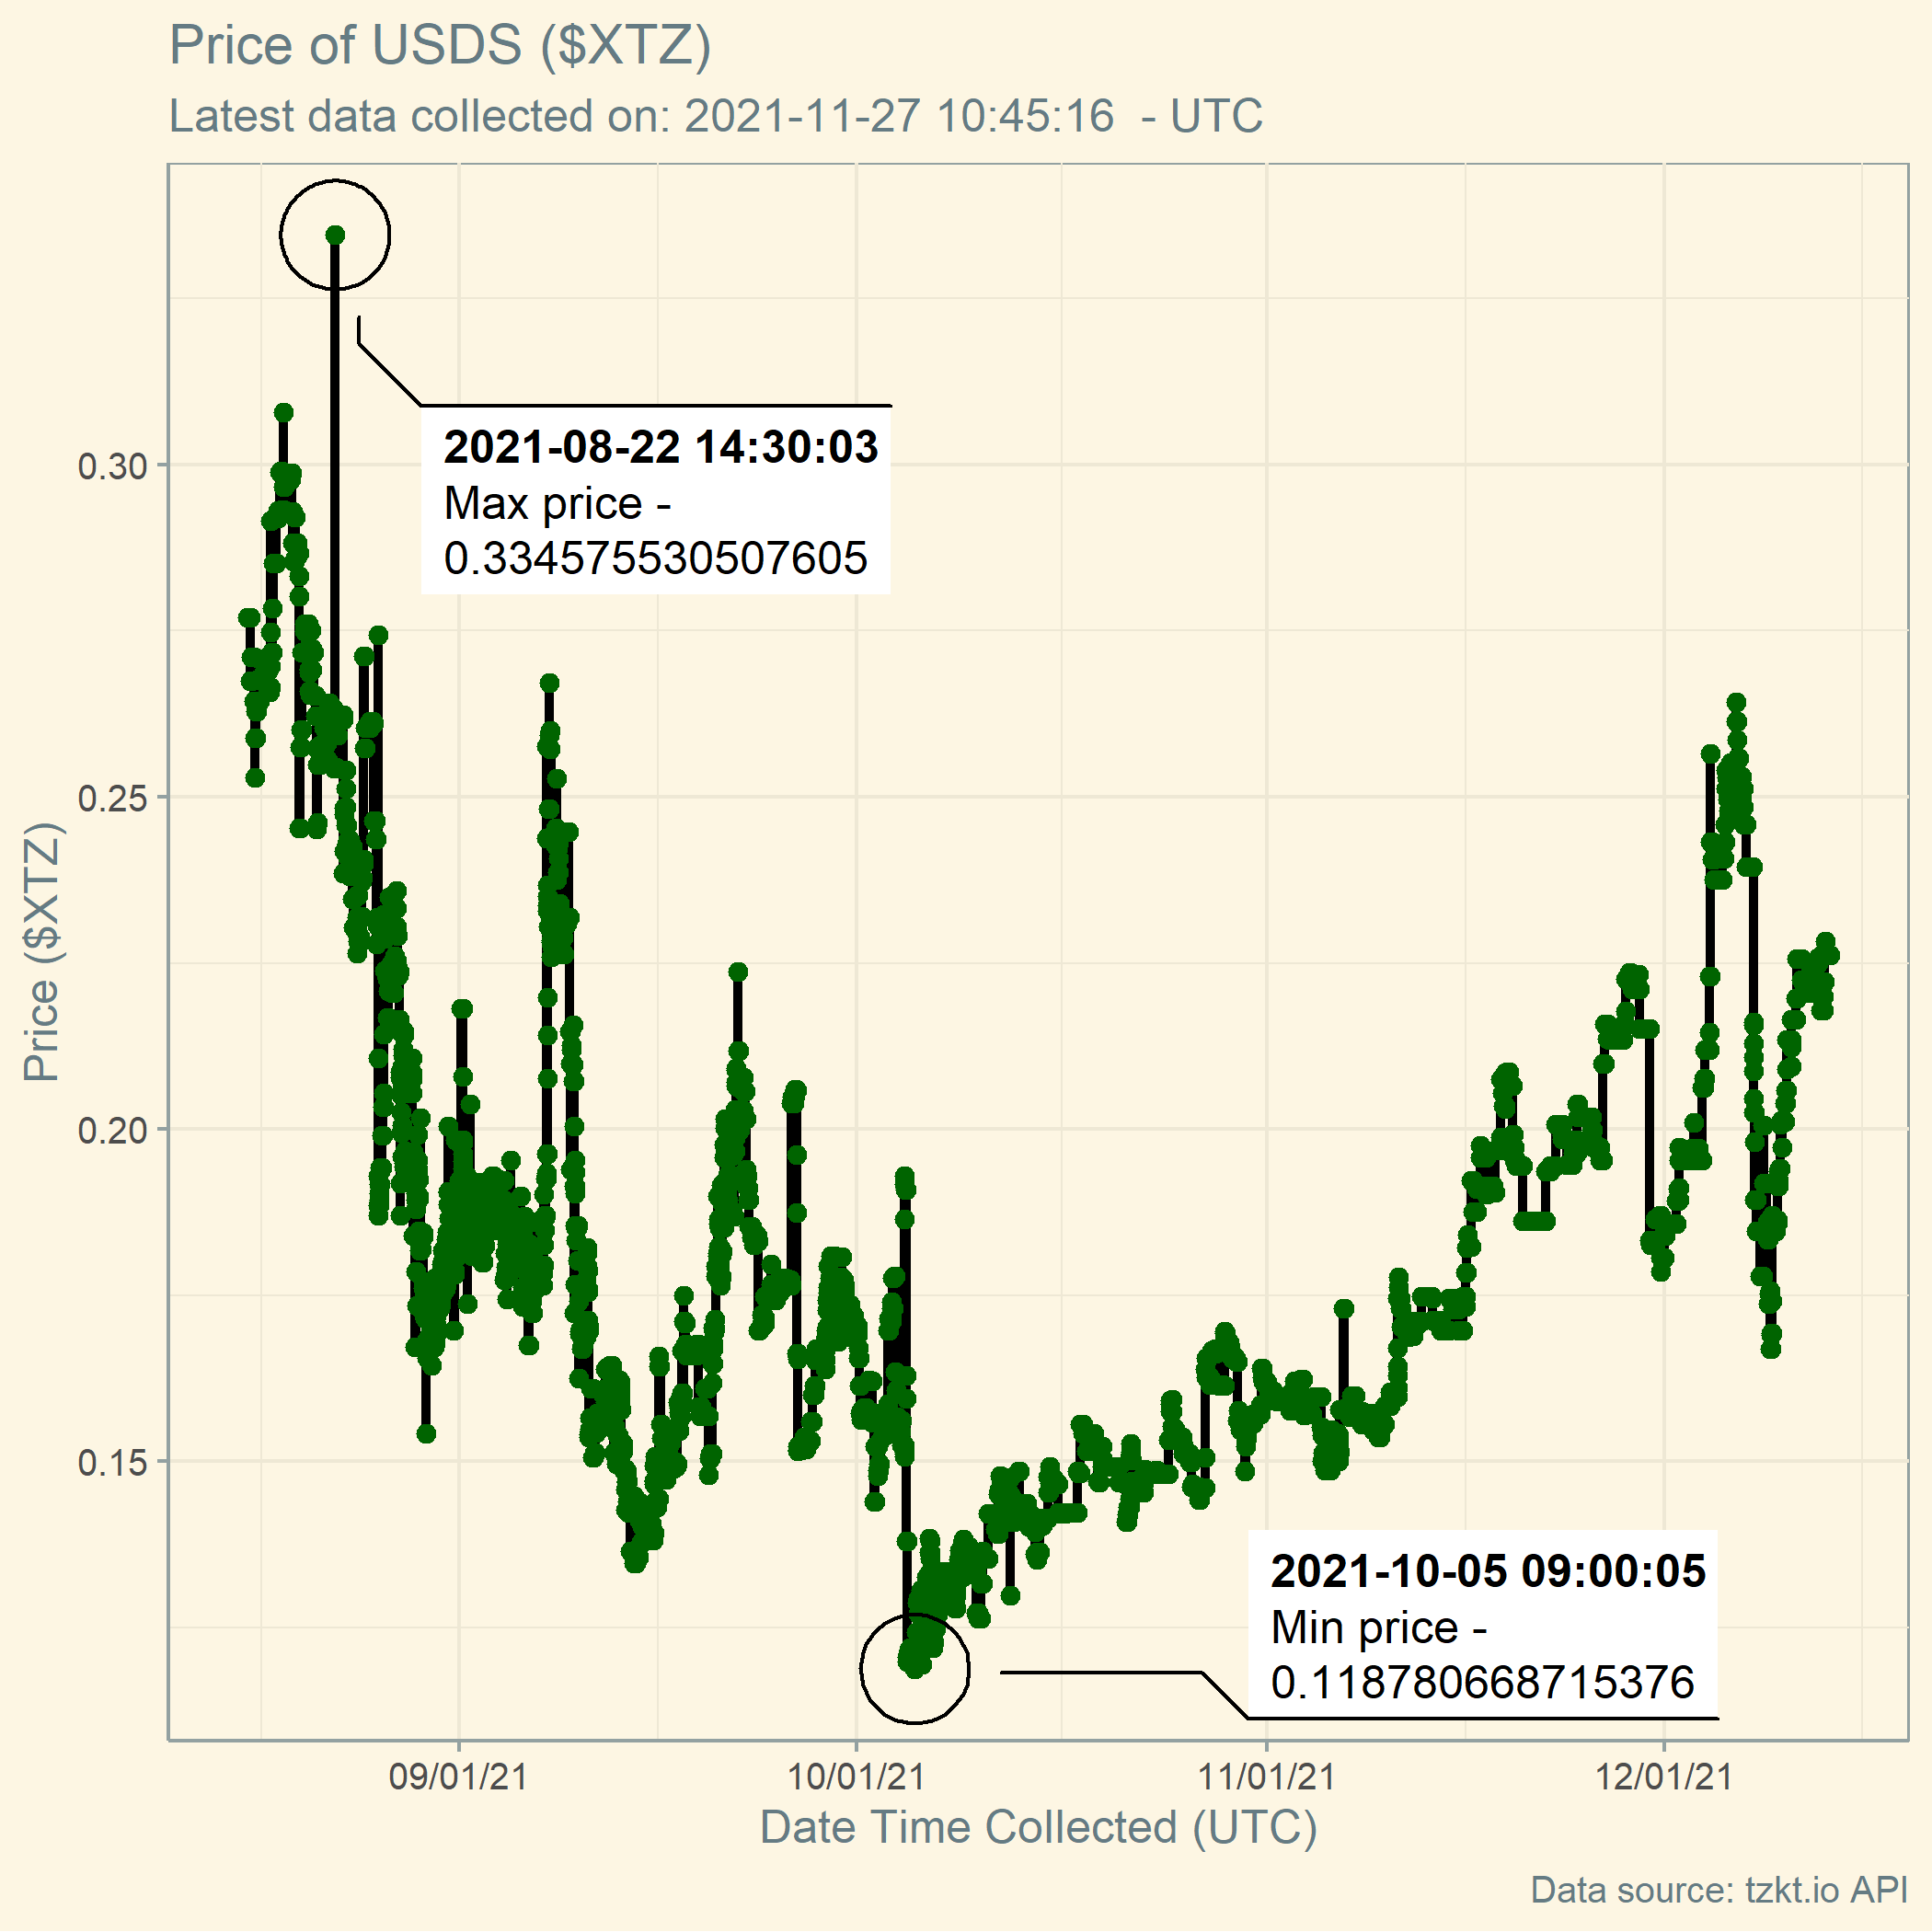 Price of USDS ($XTZ)
Latest data collected on: 2021-11-27 10:45:16  - UTC
2021-08-22 14:30:03
Max price -
0.334575530507605
0.30
0.25
0.20
0.15
Price ($XTZ)
2021-10-05 09:00:05
Min price -
0.118780668715376
09/01/21
10/01/21
11/01/21
12/01/21
Date Time Collected (UTC)
Data source: tzkt.io API